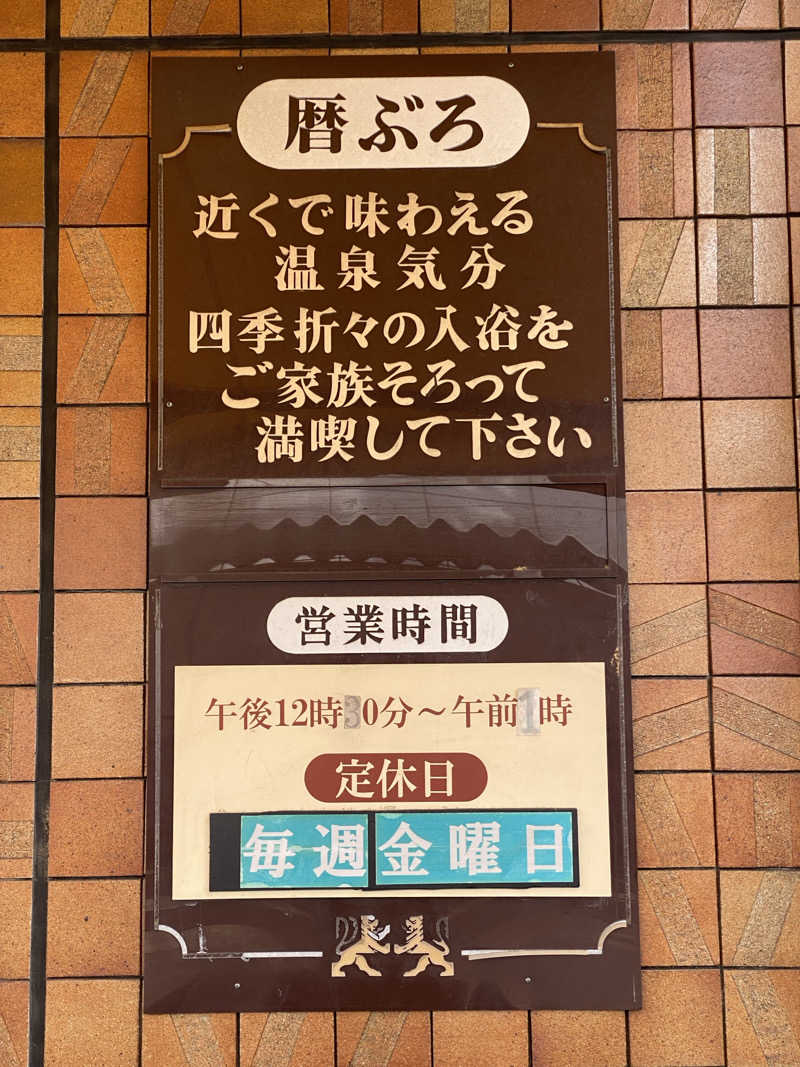 暦ぶろ
近くで味わえる
温泉気分
四季折々の入浴を
ご家族そろって
満喫して下さい
営業時間
午後12時30分～午前1時
定休日
毎週金曜日